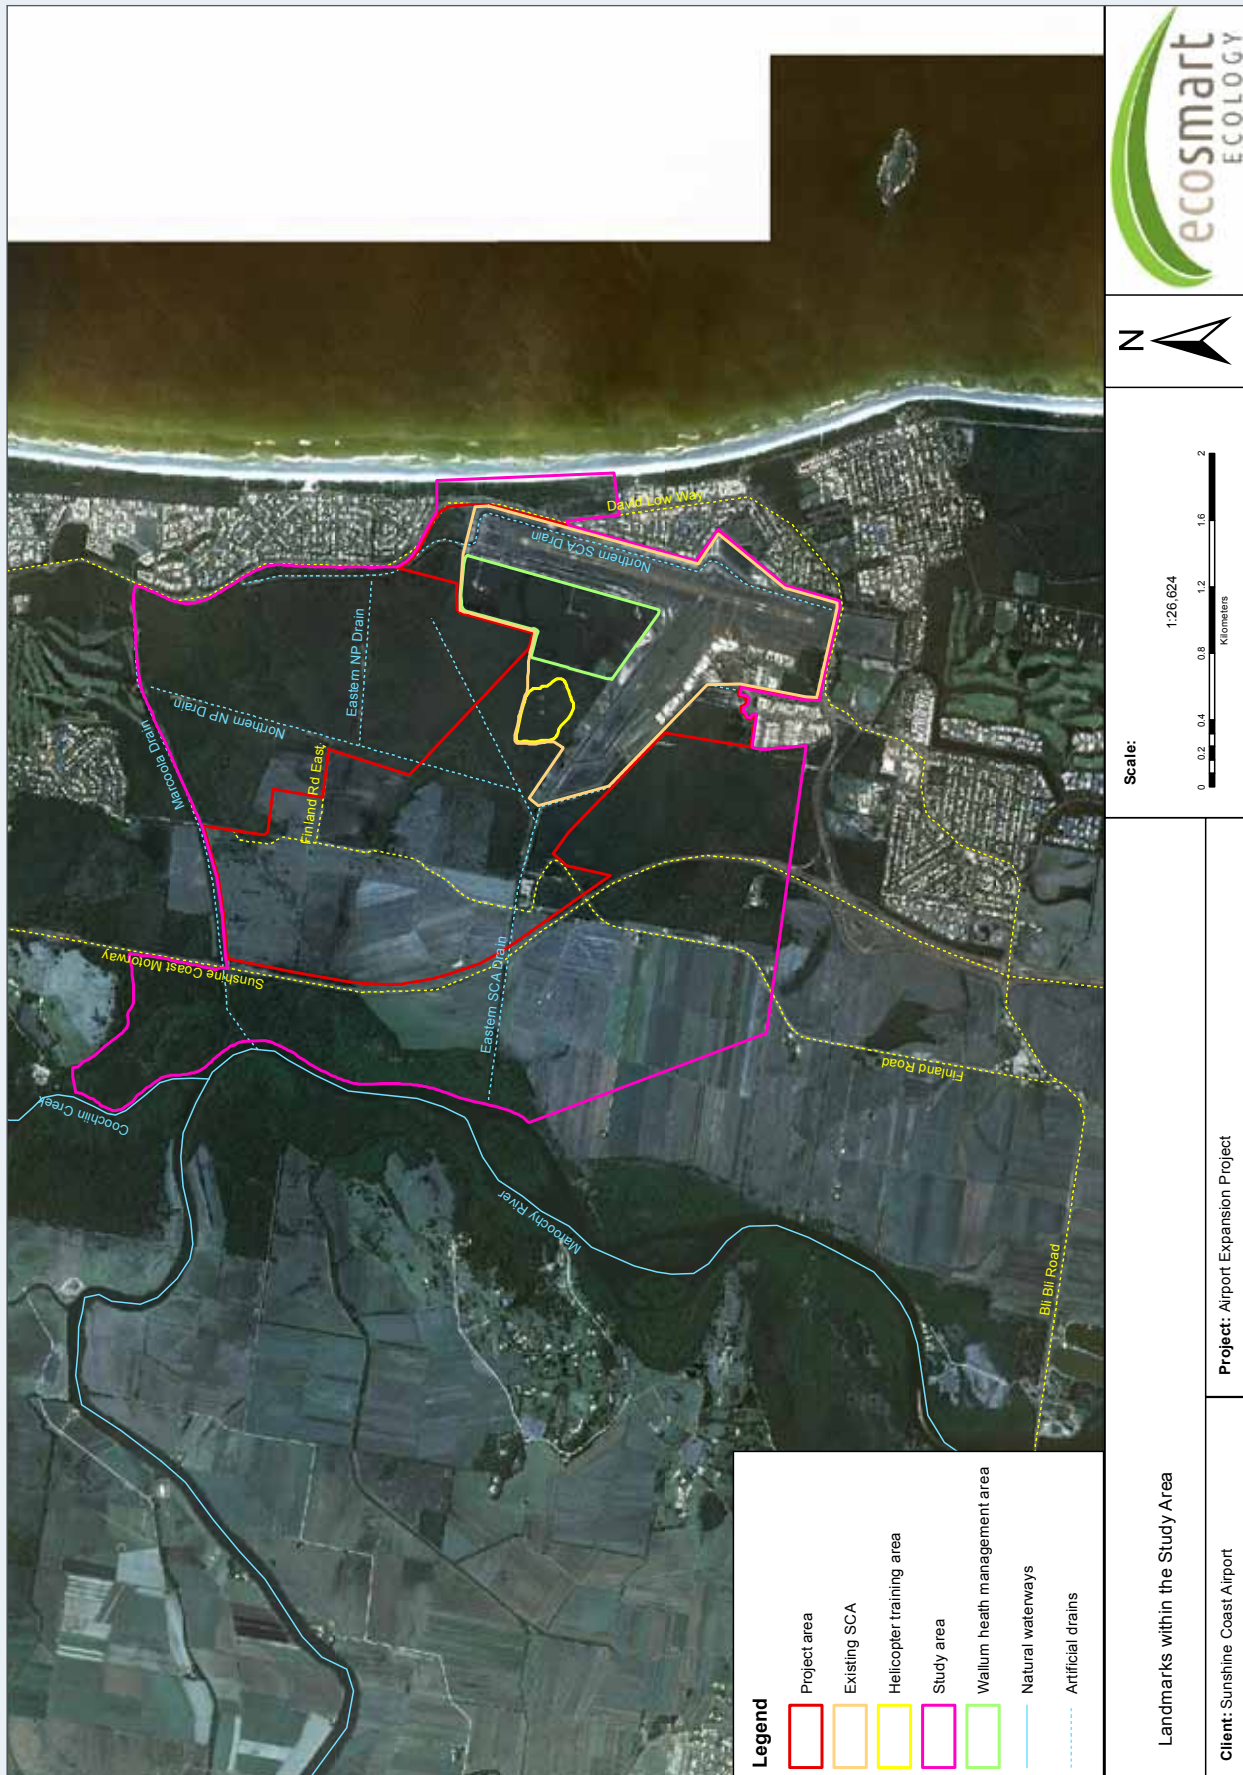 Coochiin Creek
Maroochy River
Sunshine Coast Motorway
Marcoola Drain
Northern NP Drain
Eastern NP Drain
Finland Rd East
Eastern SCA Drain
Northern SCA Drain
David Low Way
Finland Road
Bli Bli Road
Legend
Project area
Existing SCA
Helicopter training area
Study area
Wallum heath management area
Natural waterways
Artificial drains
Landmarks within the Study Area
Client: Sunshine Coast Airport
Project: Airport Expansion Project
Scale:
1:26,624
0 0.2 0.4 0.8 1.2 1.6 2
Kilometers
N
ecosmart
ECOLOGY